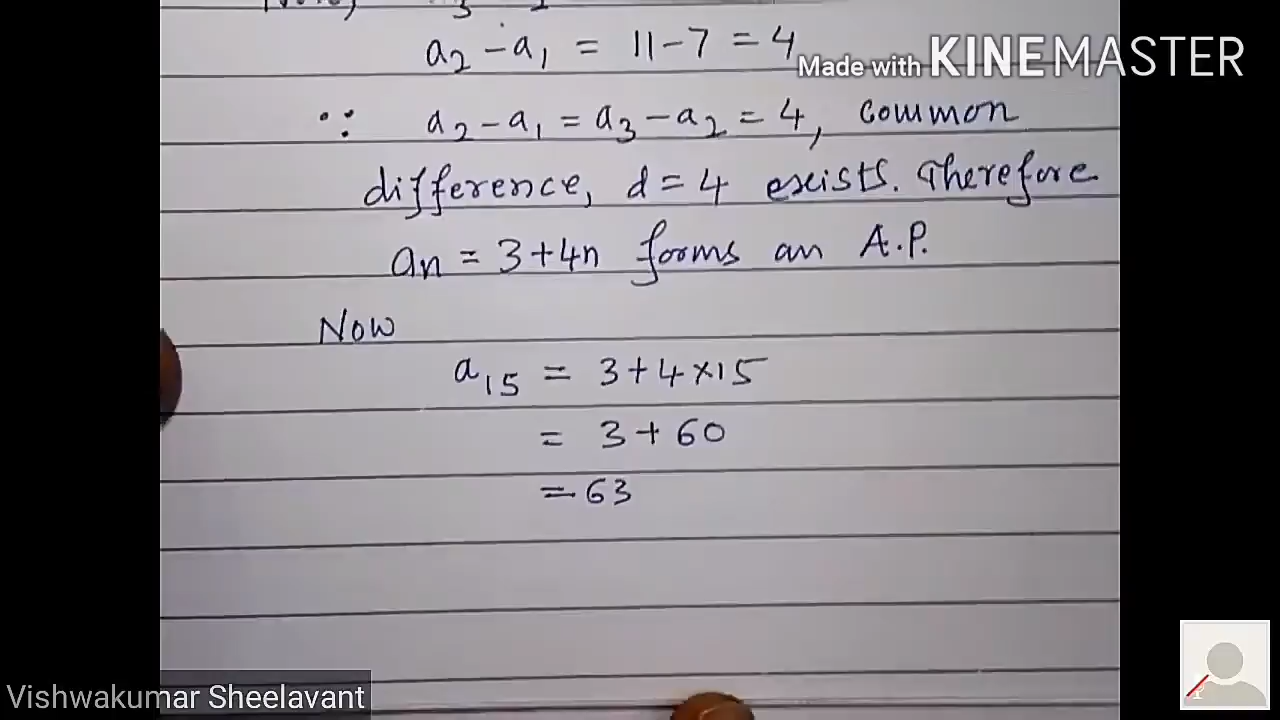 a2 - a1 = 11 - 7 = 4
Made with KINEMASTER
∵ a2 - a1 = a3 - a2 = 4, common
difference, d = 4 exists. Therefore
an = 3 + 4n forms an A.P.
Now
a15 = 3 + 4 × 15
= 3 + 60
= 63
Vishwakumar Sheelavant